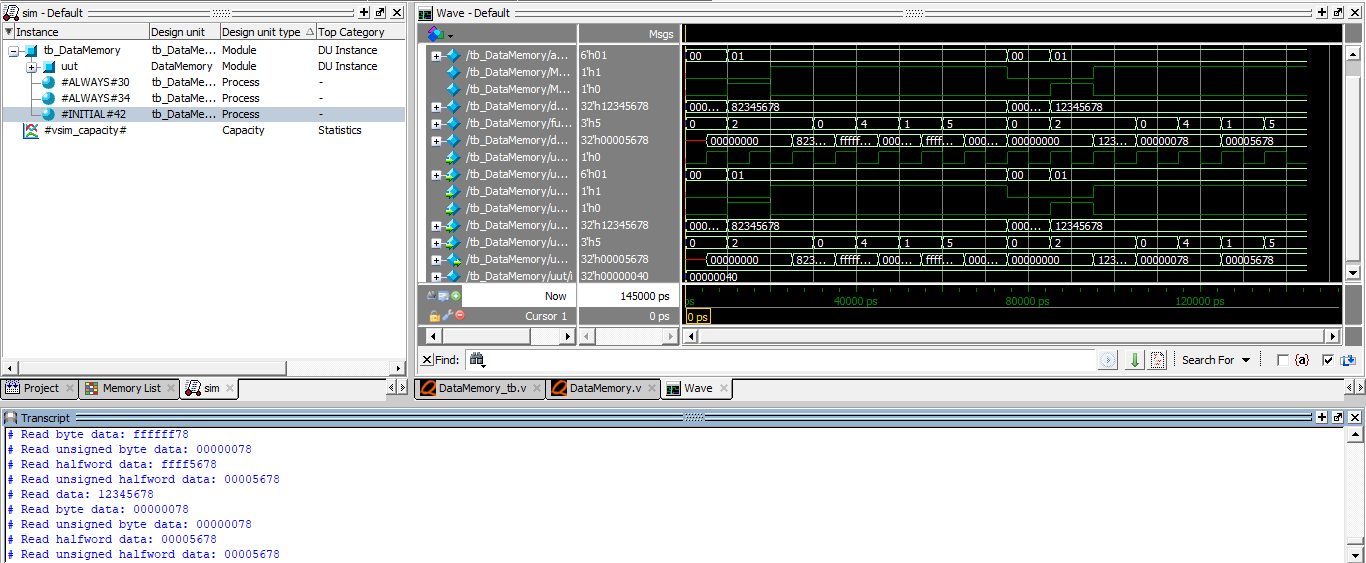 sim - Default
Instance Design unit Design unit type Top Category
tb_DataMemory tb_DataMe... Module DU Instance
uut DataMemory Module DU Instance
#ALWAYS#30 tb_DataMe... Process -
#ALWAYS#34 tb_DataMe... Process -
#INITIAL#42 tb_DataMe... Process -
#vsim_capacity# Capacity Statistics
Project Memory List sim
Wave - Default
Msgs
/tb_DataMemory/a... 6'h01 00 01 00 01
/tb_DataMemory/M... 1'h1
/tb_DataMemory/M... 1'h0
/tb_DataMemory/d... 32'h12345678 000... 82345678 000... 12345678
/tb_DataMemory/fu... 3'h5 0 2 0 4 1 5 0 2 0 4 1 5
/tb_DataMemory/d... 32'h00005678 00000000 823... fffff... 000... ffff... 000... 00000000 123... 00000078 00005678
/tb_DataMemory/u... 1'h0
/tb_DataMemory/u... 6'h01 00 01 00 01
/tb_DataMemory/u... 1'h1
/tb_DataMemory/u... 1'h0
/tb_DataMemory/u... 32'h12345678 000... 82345678 000... 12345678
/tb_DataMemory/u... 3'h5 0 2 0 4 1 5 0 2 0 4 1 5
/tb_DataMemory/u... 32'h00005678 00000000 823... fffff... 000... ffff... 000... 00000000 123... 00000078 00005678
/tb_DataMemory/uut/i 32'h00000040 00000040
Now 145000 ps ps 40000 ps 80000 ps 120000 ps
Cursor 1 0 ps 0 ps
Find: Search For {a}
DataMemory_tb.v DataMemory.v Wave
Transcript
# Read byte data: ffffff78
# Read unsigned byte data: 00000078
# Read halfword data: ffff5678
# Read unsigned halfword data: 00005678
# Read data: 12345678
# Read byte data: 00000078
# Read unsigned byte data: 00000078
# Read halfword data: 00005678
# Read unsigned halfword data: 00005678